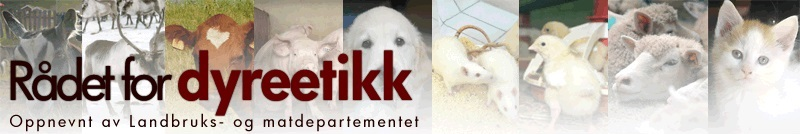 Rådet for dyreetikk
Oppnevnt av Landbruks- og matdepartementet